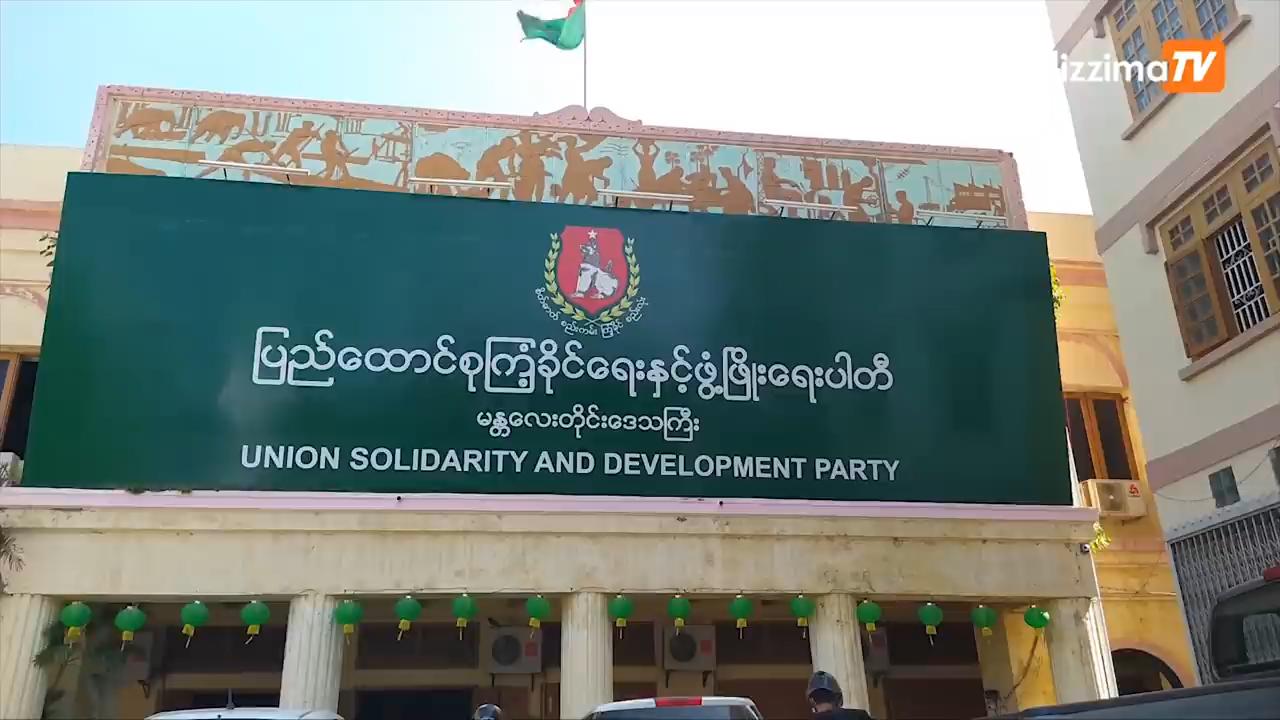 izzima TV
ပြည်ထောင်စုကြံ့ခိုင်ရေးနှင့်ဖွံ့ဖြိုးရေးပါတီ
မန္တလေးတိုင်းဒေသကြီး
UNION SOLIDARITY AND DEVELOPMENT PARTY